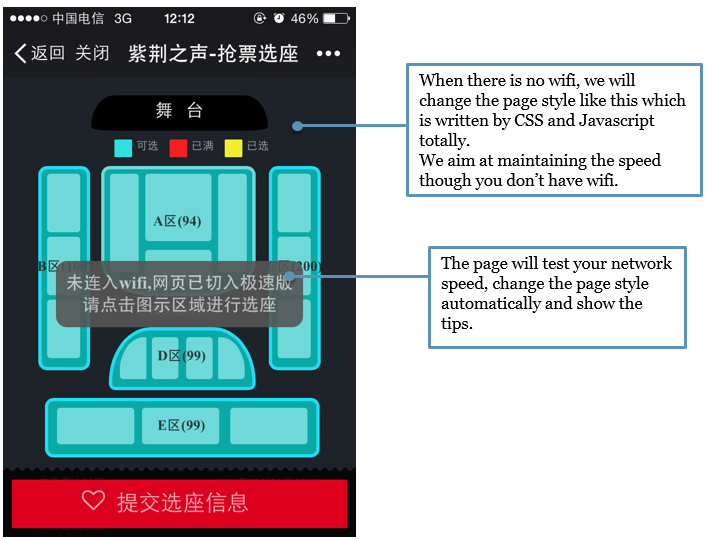 中国电信 3G 12:12 46%
返回 关闭 紫荆之声-抢票选座
舞 台
可选 已满 已选
A区(94)
B区(
00)
未连入wifi,网页已切入极速版
请点击图示区域进行选座
D区(99)
E区(99)
提交选座信息
When there is no wifi, we will
change the page style like this which
is written by CSS and Javascript
totally.
We aim at maintaining the speed
though you don’t have wifi.
The page will test your network
speed, change the page style
automatically and show the
tips.